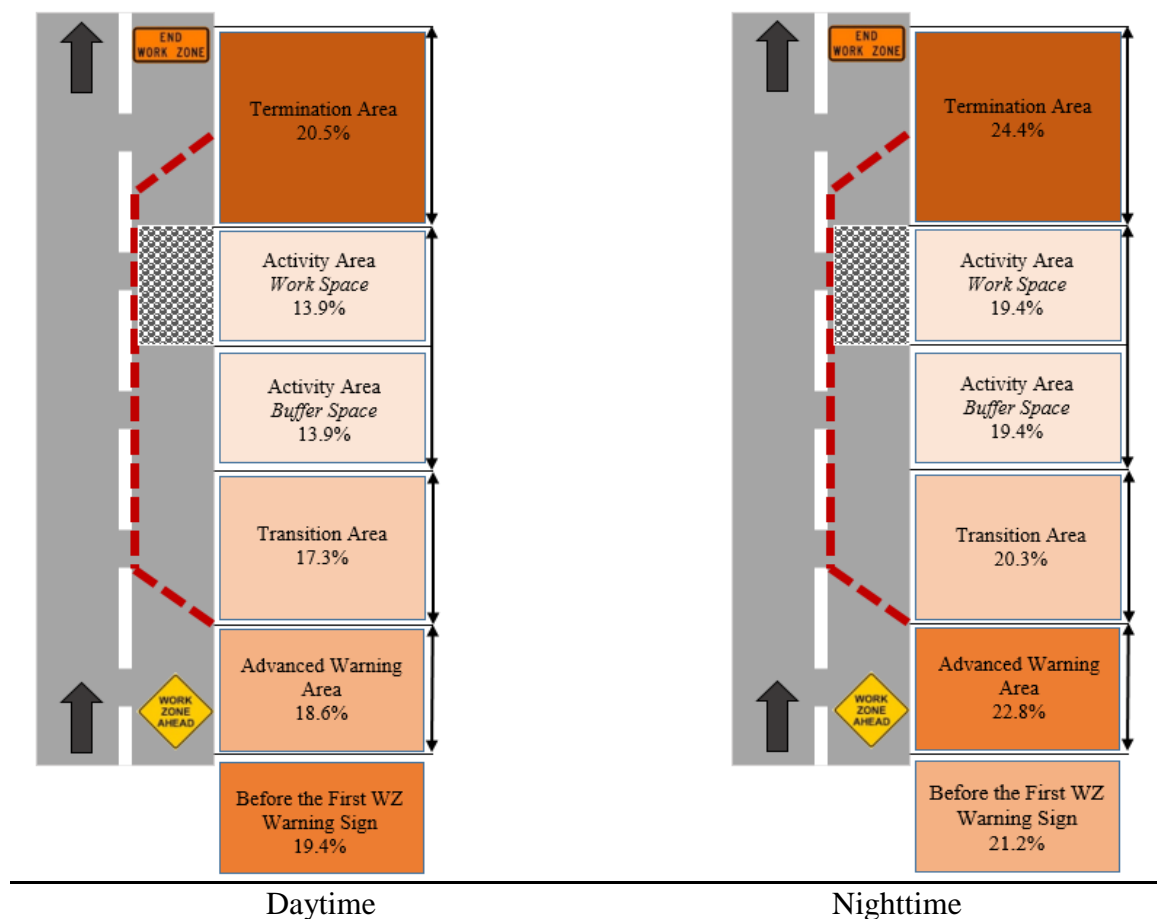 END
WORK ZONE
Termination Area
20.5%
Activity Area
Work Space
13.9%
Activity Area
Buffer Space
13.9%
Transition Area
17.3%
Advanced Warning
Area
18.6%
WORK
ZONE
AHEAD
Before the First WZ
Warning Sign
19.4%
Daytime
END
WORK ZONE
Termination Area
24.4%
Activity Area
Work Space
19.4%
Activity Area
Buffer Space
19.4%
Transition Area
20.3%
Advanced Warning
Area
22.8%
WORK
ZONE
AHEAD
Before the First WZ
Warning Sign
21.2%
Nighttime